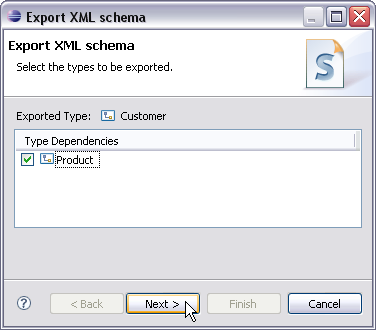 Export XML schema
Export XML schema
Select the types to be exported.
S
Exported Type: Customer
Type Dependencies
Product
? < Back Next > Finish Cancel